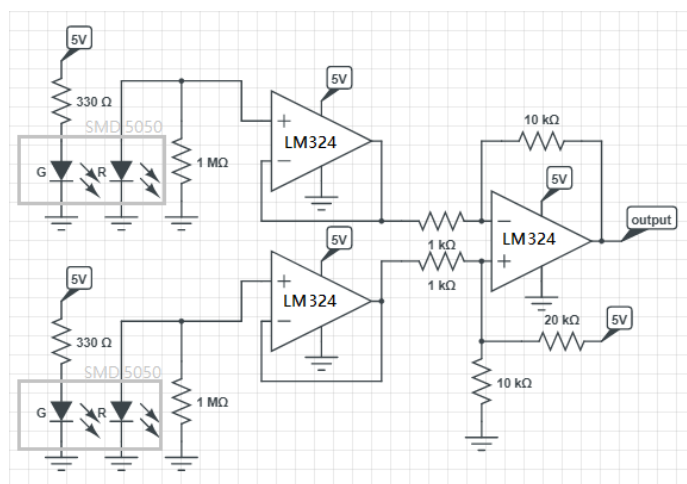 5V
330 Ω
SMD 5050
G
R
1 MΩ
5V
+
−
LM324
10 kΩ
5V
−
+
LM324
output
1 kΩ
1 kΩ
5V
330 Ω
SMD 5050
G
R
1 MΩ
5V
+
−
LM324
20 kΩ
5V
10 kΩ